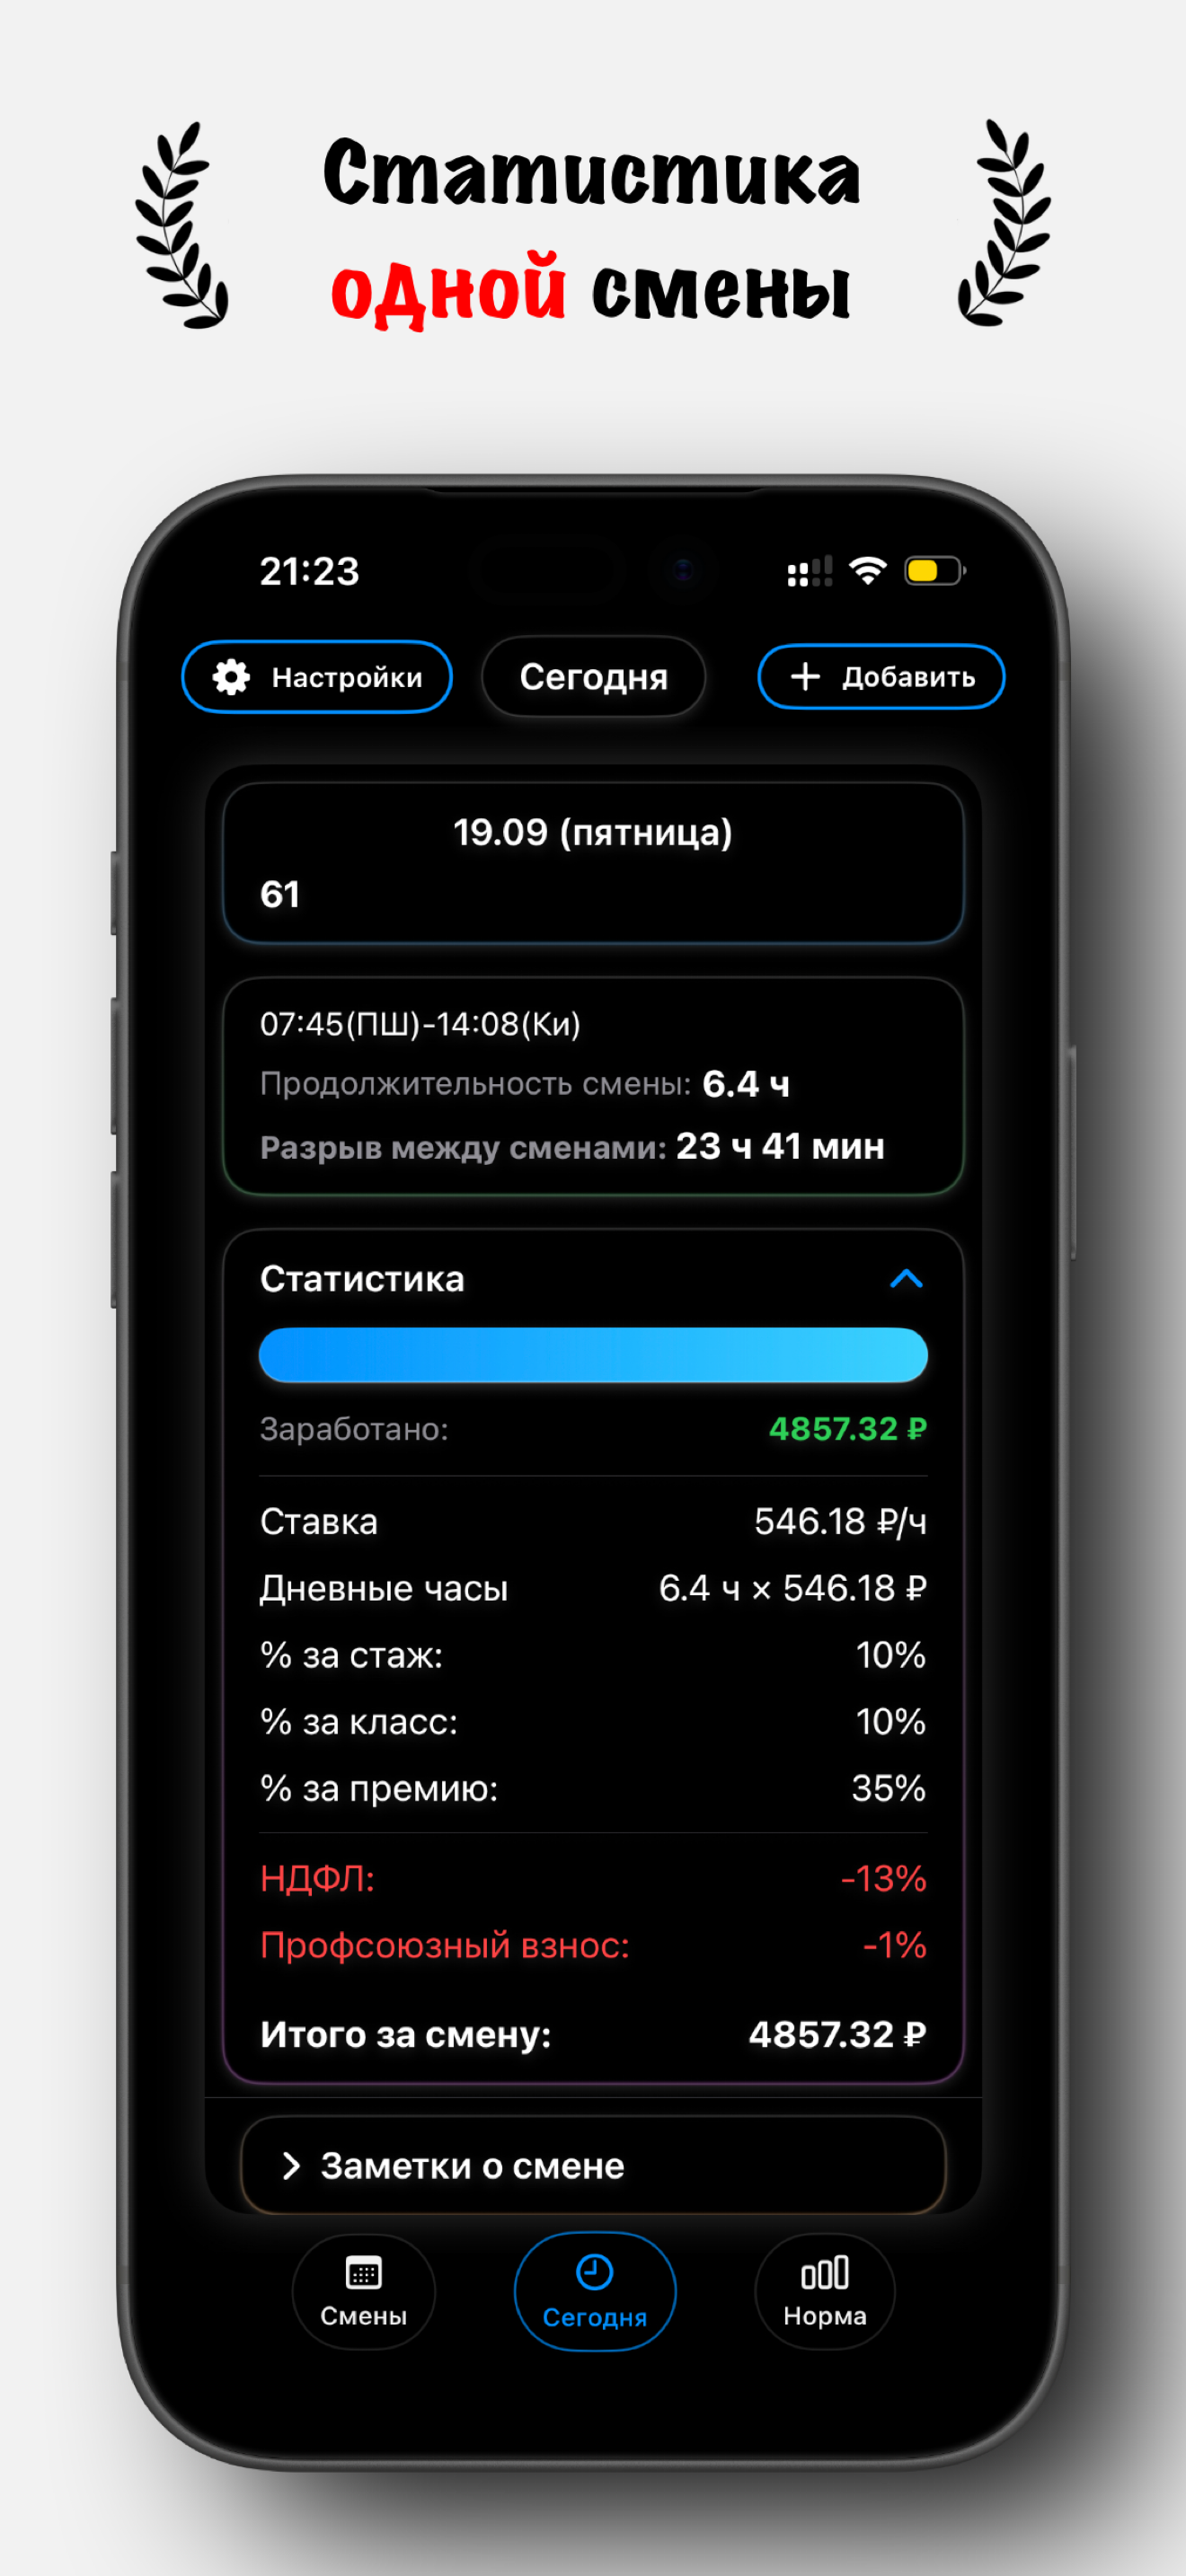 Статистика
одной смены
21:23
Настройки
Сегодня
Добавить
19.09 (пятница)
61
07:45(ПШ)-14:08(Ки)
Продолжительность смены: 6.4 ч
Разрыв между сменами: 23 ч 41 мин
Статистика
Заработано: 4857.32 ₽
Ставка 546.18 ₽/ч
Дневные часы 6.4 ч × 546.18 ₽
% за стаж: 10%
% за класс: 10%
% за премию: 35%
НДФЛ: -13%
Профсоюзный взнос: -1%
Итого за смену: 4857.32 ₽
Заметки о смене
Смены
Сегодня
Норма